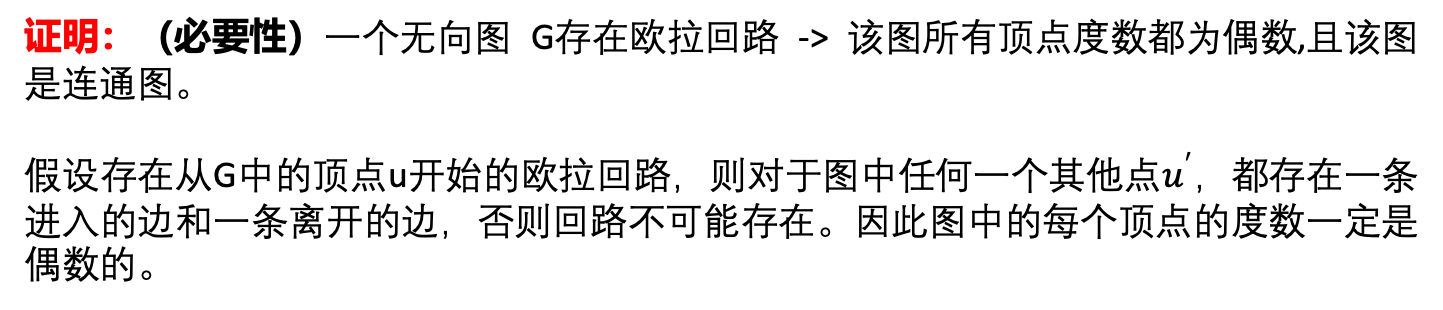 证明：（必要性）一个无向图 G存在欧拉回路 -> 该图所有顶点度数都为偶数,且该图
是连通图。
假设存在从G中的顶点u开始的欧拉回路，则对于图中任何一个其他点u′，都存在一条
进入的边和一条离开的边，否则回路不可能存在。因此图中的每个顶点的度数一定是
偶数的。